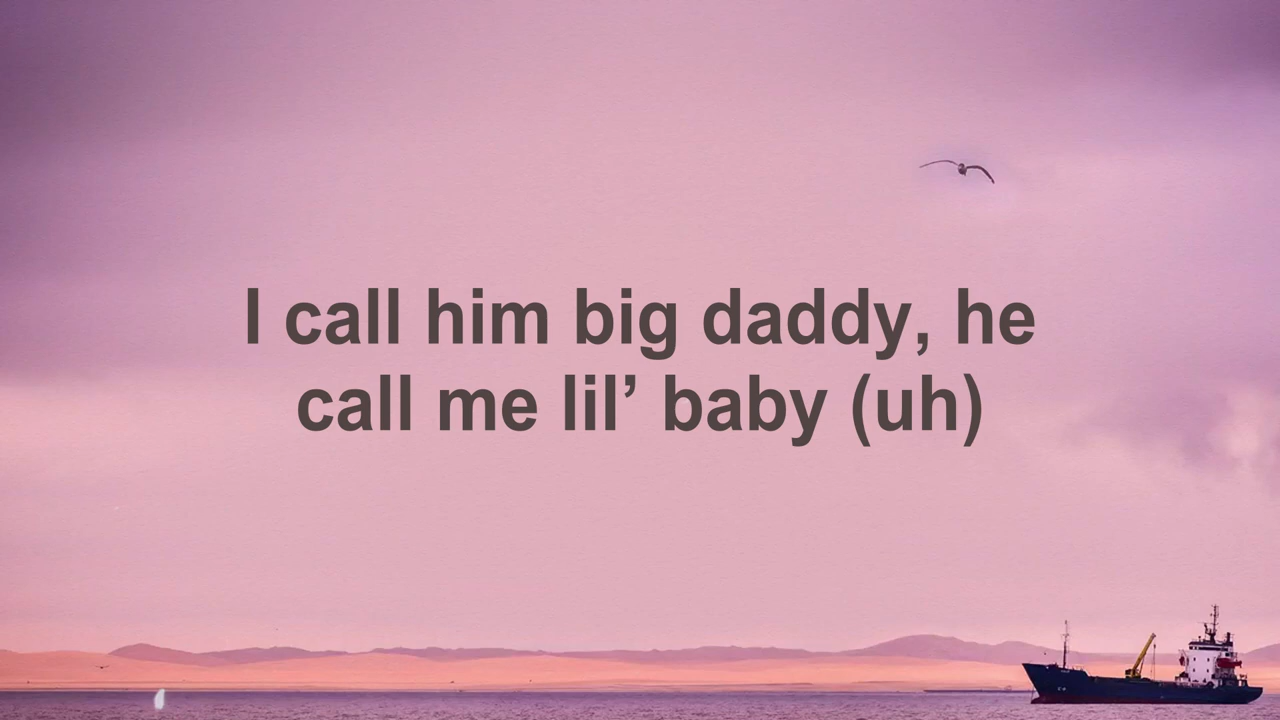 I call him big daddy, he
call me lil’ baby (uh)